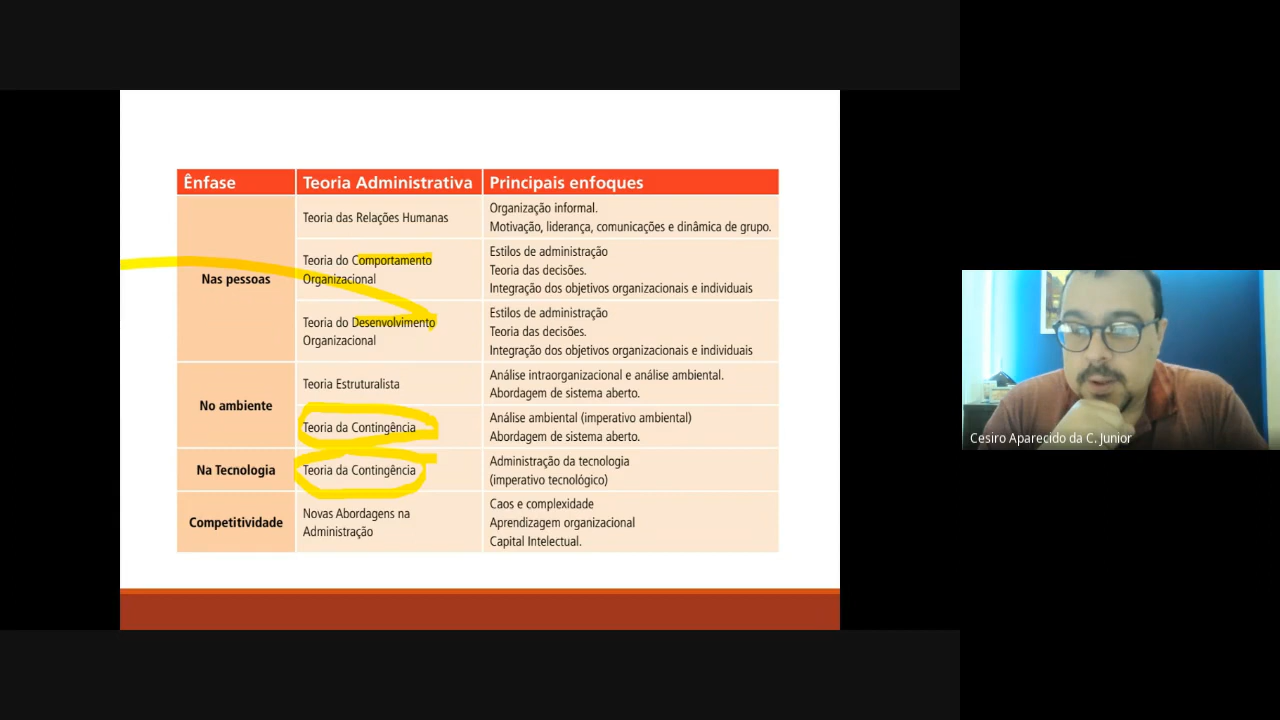 Ênfase Teoria Administrativa Principais enfoques
Nas pessoas
Teoria das Relações Humanas
Organização informal.
Motivação, liderança, comunicações e dinâmica de grupo.
Teoria do Comportamento
Organizacional
Estilos de administração
Teoria das decisões.
Integração dos objetivos organizacionais e individuais
Teoria do Desenvolvimento
Organizacional
Estilos de administração
Teoria das decisões.
Integração dos objetivos organizacionais e individuais
No ambiente
Teoria Estruturalista
Análise intraorganizacional e análise ambiental.
Abordagem de sistema aberto.
Teoria da Contingência
Análise ambiental (imperativo ambiental)
Abordagem de sistema aberto.
Na Tecnologia
Teoria da Contingência
Administração da tecnologia
(imperativo tecnológico)
Competitividade
Novas Abordagens na
Administração
Caos e complexidade
Aprendizagem organizacional
Capital Intelectual.
Cesiro Aparecido da C. Junior